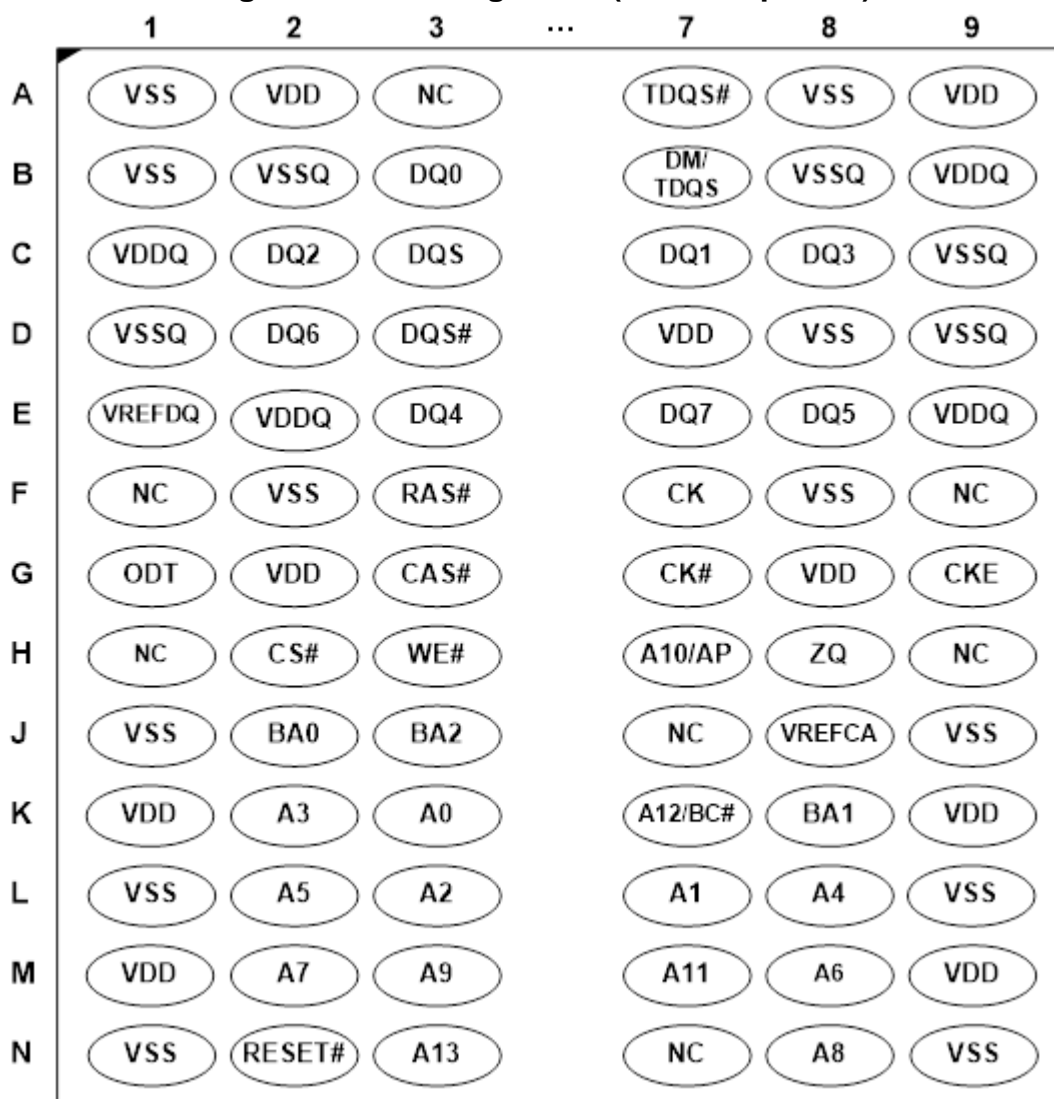 1 2 3 ... 7 8 9
A VSS VDD NC TDQS# VSS VDD
B VSS VSSQ DQ0 DM/ TDQS VSSQ VDDQ
C VDDQ DQ2 DQS DQ1 DQ3 VSSQ
D VSSQ DQ6 DQS# VDD VSS VSSQ
E VREFDQ VDDQ DQ4 DQ7 DQ5 VDDQ
F NC VSS RAS# CK VSS NC
G ODT VDD CAS# CK# VDD CKE
H NC CS# WE# A10/AP ZQ NC
J VSS BA0 BA2 NC VREFCA VSS
K VDD A3 A0 A12/BC# BA1 VDD
L VSS A5 A2 A1 A4 VSS
M VDD A7 A9 A11 A6 VDD
N VSS RESET# A13 NC A8 VSS